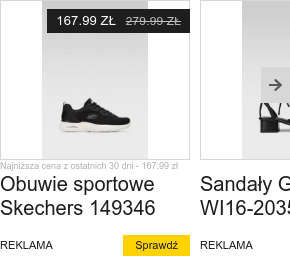 167.99 ZŁ 279.99 ZŁ
Najniższa cena z ostatnich 30 dni - 167.99 zł
Obuwie sportowe
Skechers 149346
REKLAMA
Sprawdź
Sandały G
WI16-2035
REKLAMA